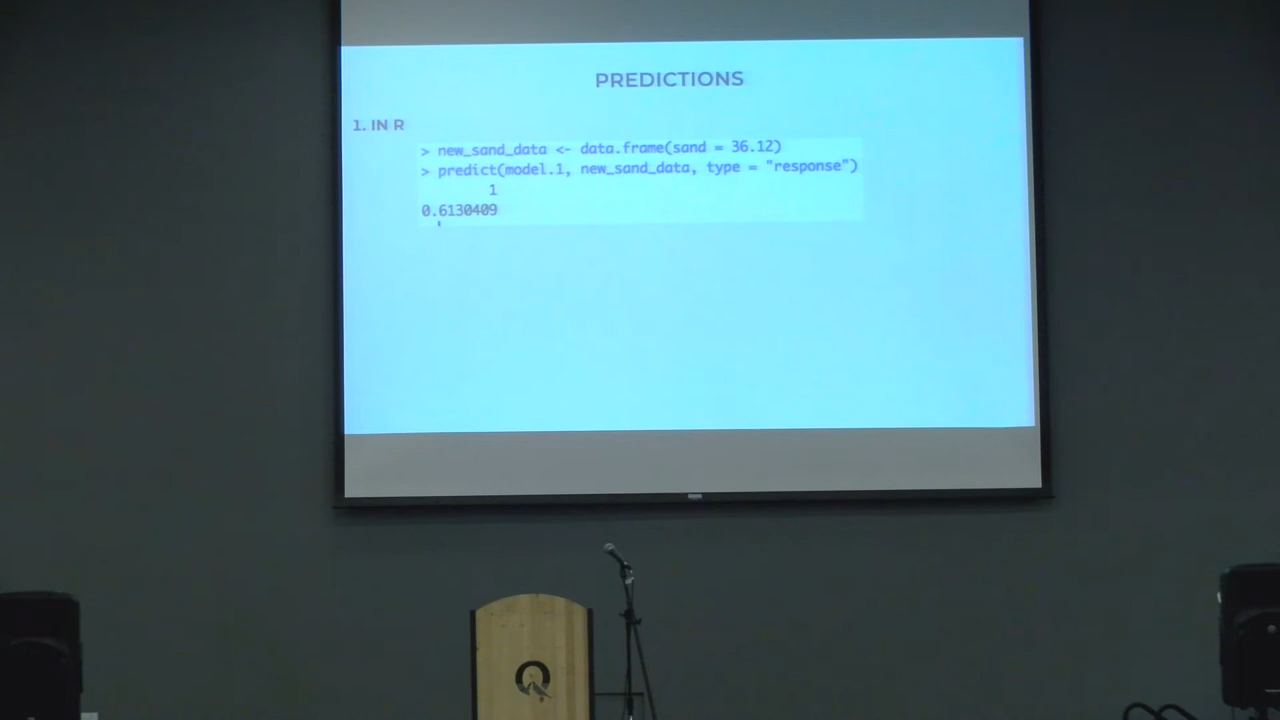 PREDICTIONS
1. IN R
> new_sand_data <- data.frame(sand = 36.12)
> predict(model.1, new_sand_data, type = "response")
1
0.6130409